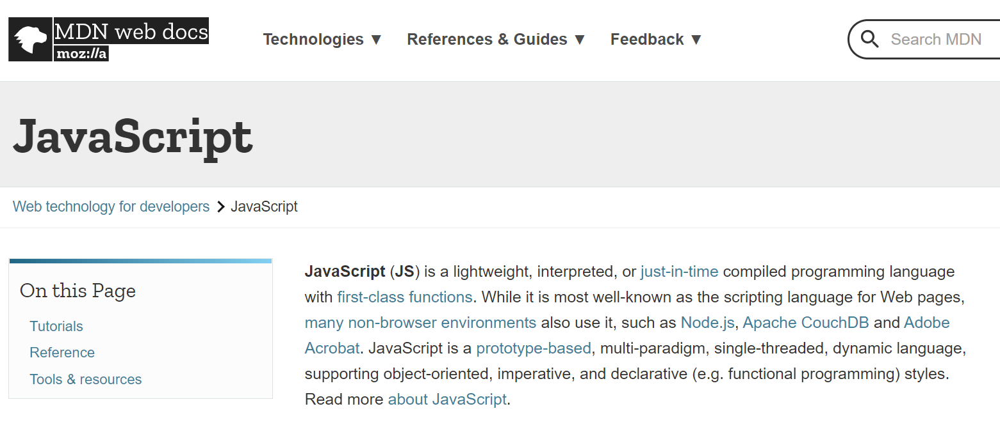 MDN web docs
moz://a
Technologies ▼ References & Guides ▼ Feedback ▼ Search MDN
JavaScript
Web technology for developers > JavaScript
On this Page
Tutorials
Reference
Tools & resources
JavaScript (JS) is a lightweight, interpreted, or just-in-time compiled programming language
with first-class functions. While it is most well-known as the scripting language for Web pages,
many non-browser environments also use it, such as Node.js, Apache CouchDB and Adobe
Acrobat. JavaScript is a prototype-based, multi-paradigm, single-threaded, dynamic language,
supporting object-oriented, imperative, and declarative (e.g. functional programming) styles.
Read more about JavaScript.